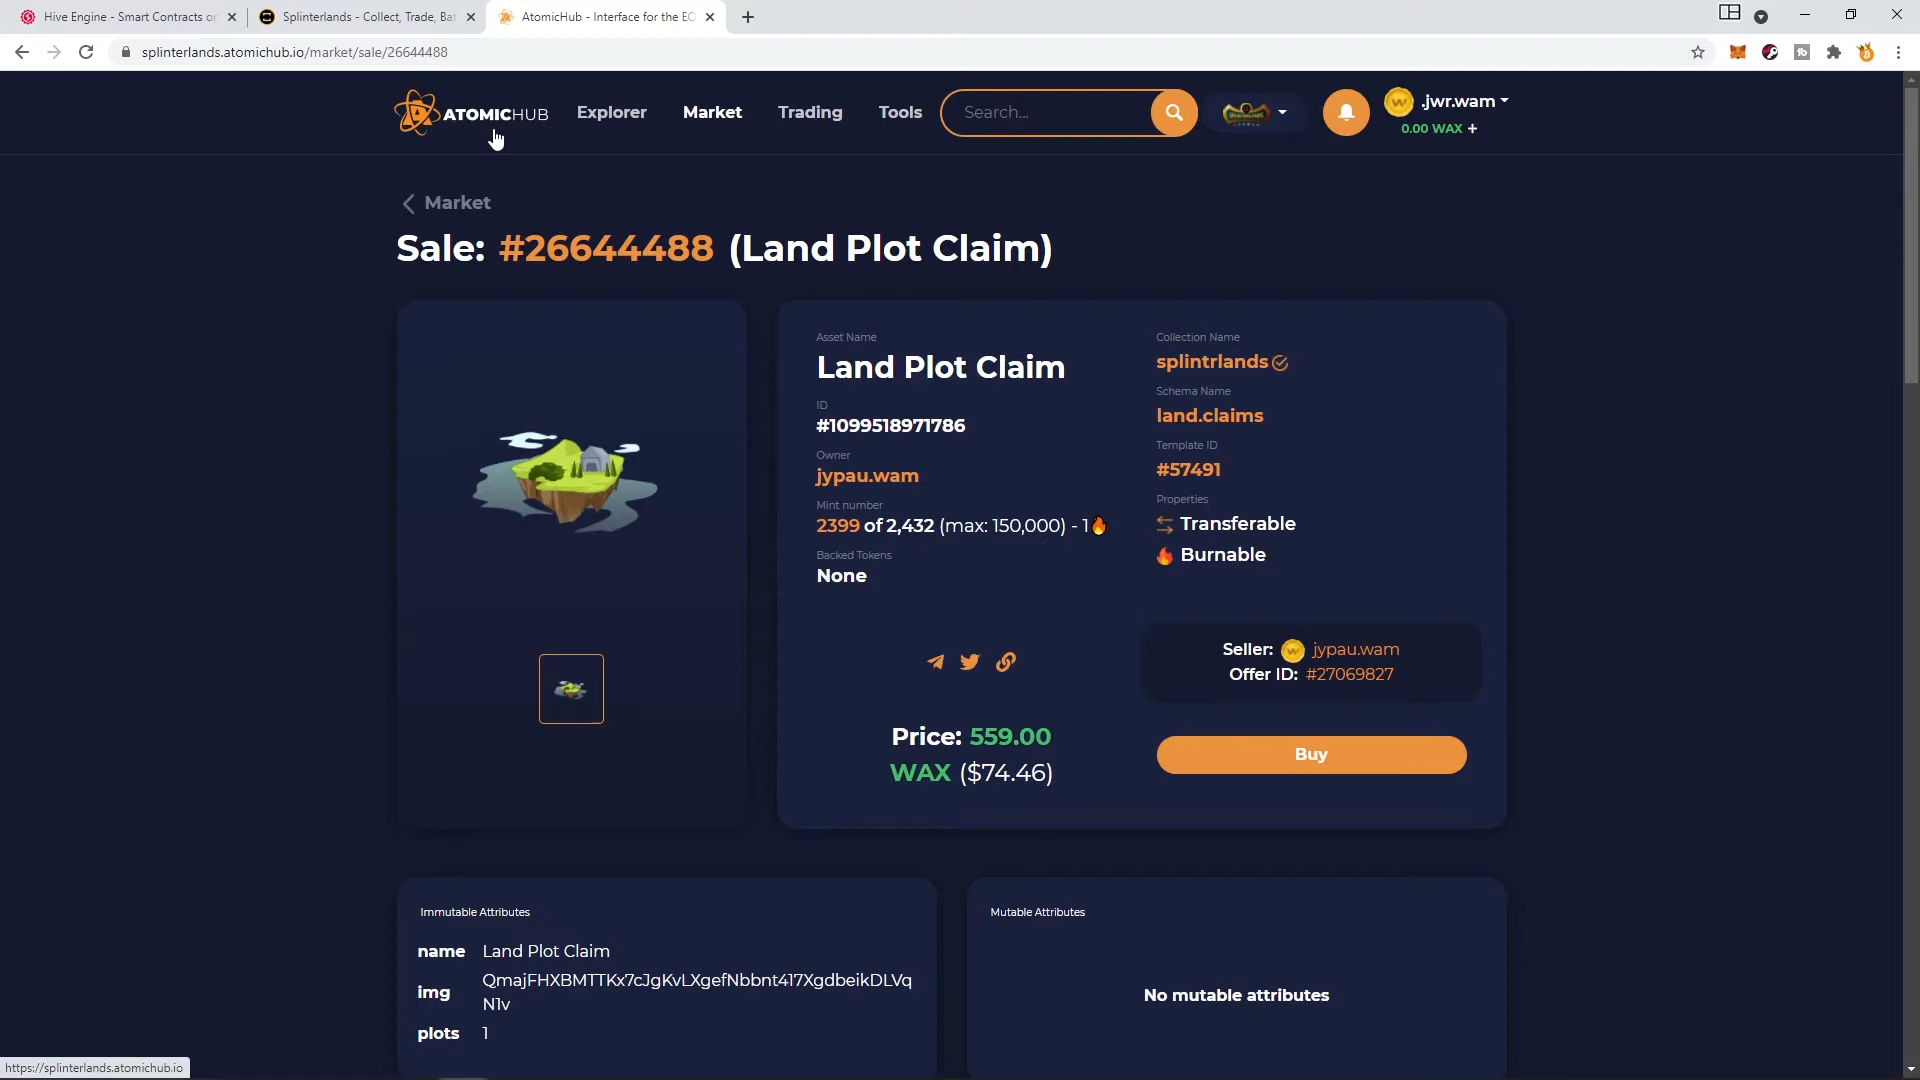 Hive Engine - Smart Contracts on
Splinterlands - Collect, Trade, Bat
AtomicHub - Interface for the EO
splinterlands.atomichub.io/market/sale/26644488
ATOMICHUB
Explorer
Market
Trading
Tools
Search...
.jwr.wam
0.00 WAX +
Market
Sale: #26644488 (Land Plot Claim)
Asset Name
Land Plot Claim
ID
#1099518971786
Owner
jypau.wam
Mint number
2399 of 2,432 (max: 150,000) - 1
Backed Tokens
None
Collection Name
splintrlands
Schema Name
land.claims
Template ID
#57491
Properties
Transferable
Burnable
Seller: jypau.wam
Offer ID: #27069827
Price: 559.00
WAX ($74.46)
Buy
Immutable Attributes
name Land Plot Claim
img QmajFHXBMTTKx7cJgKvLXgefNbbnt417XgdbeikDLVq
N1v
plots 1
Mutable Attributes
No mutable attributes
https://splinterlands.atomichub.io